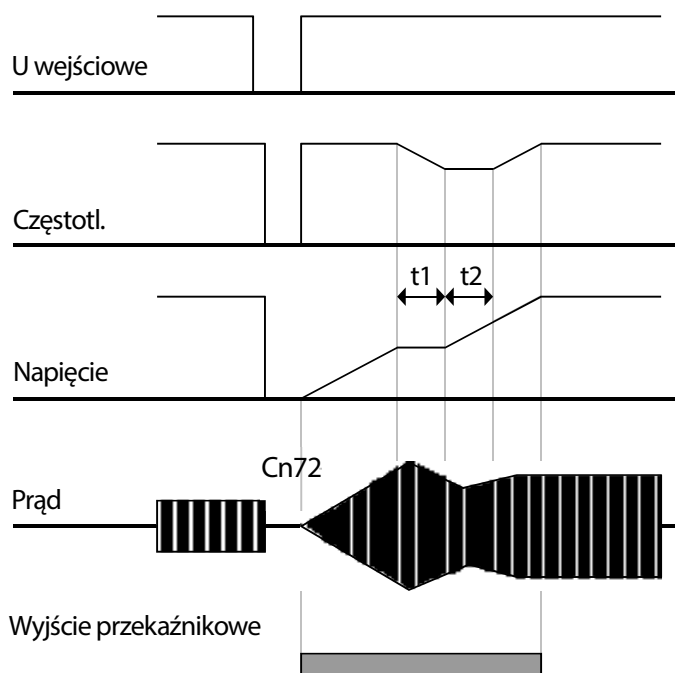 U wejściowe
Częstotl.
t1 t2
Napięcie
Cn72
Prąd
Wyjście przekaźnikowe